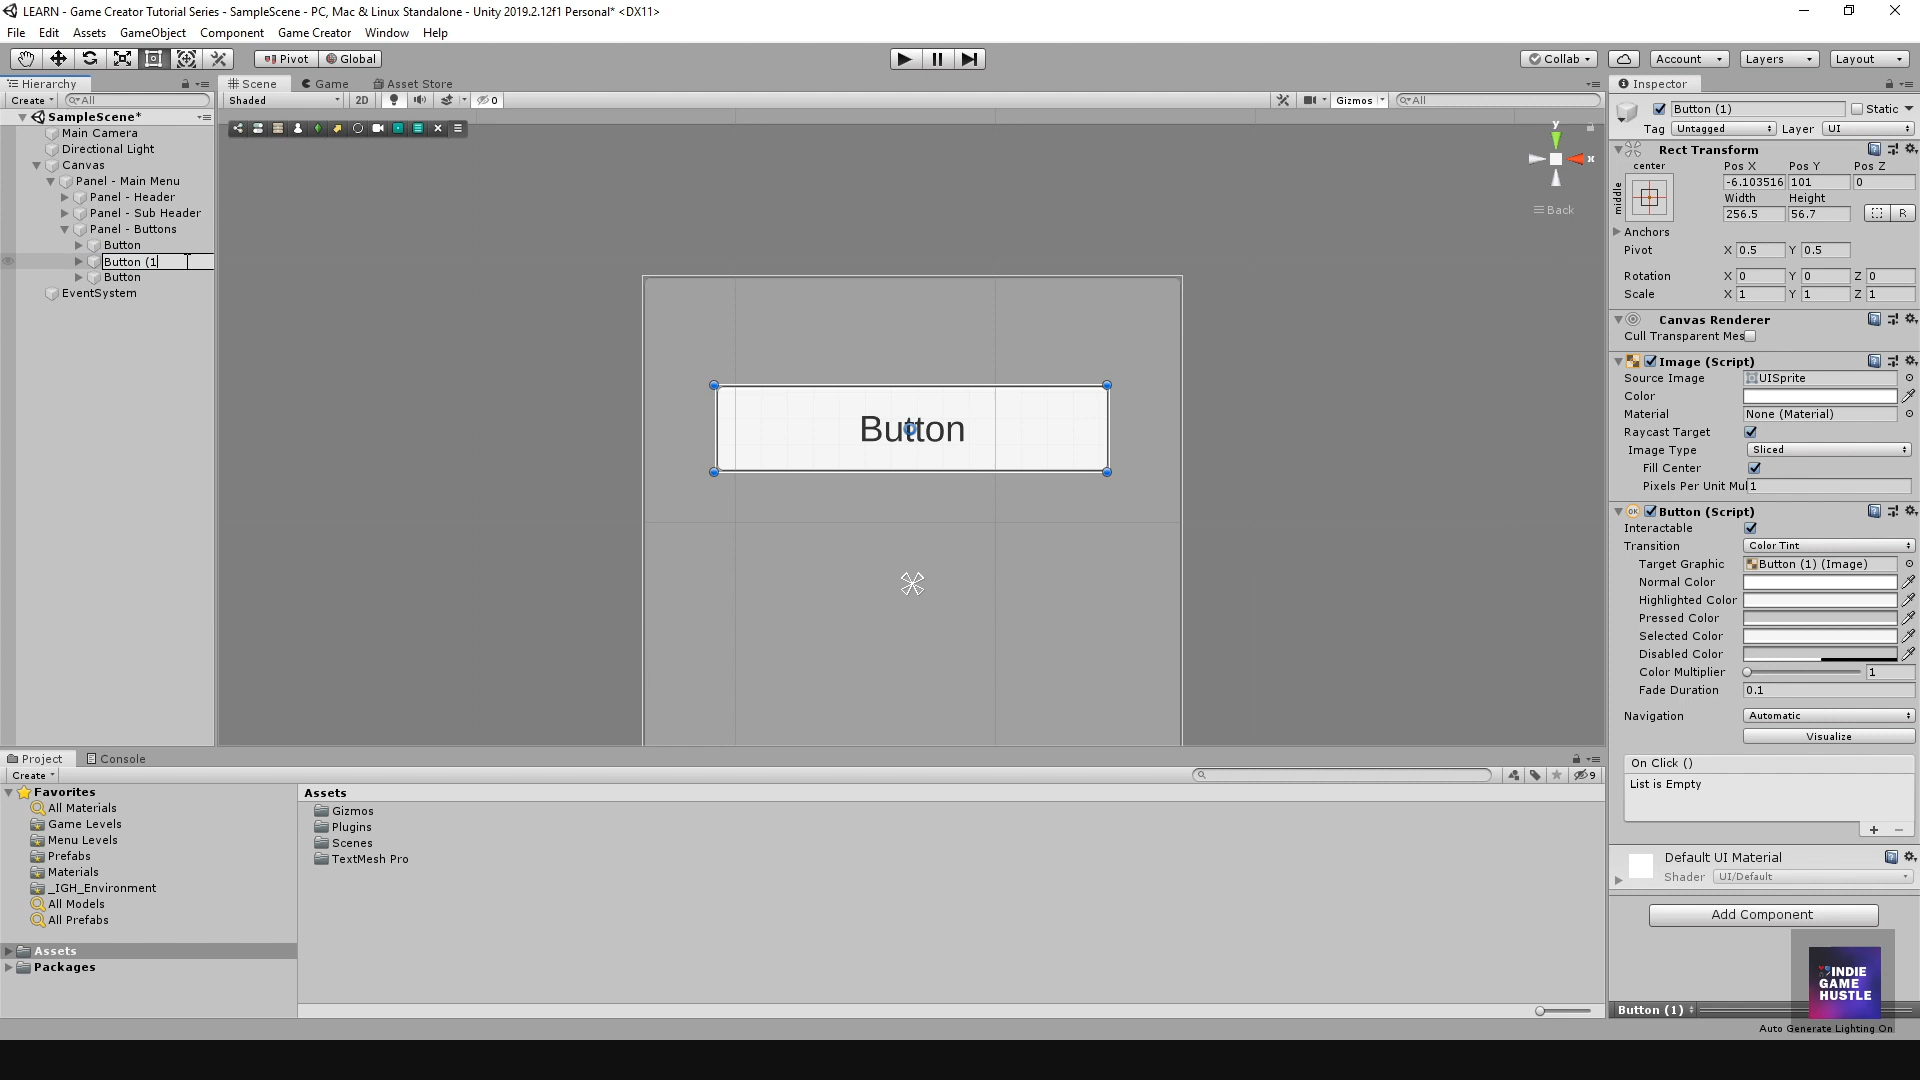 LEARN - Game Creator Tutorial Series - SampleScene - PC, Mac & Linux Standalone - Unity 2019.2.12f1 Personal* <DX11>
File Edit Assets GameObject Component Game Creator Window Help
Pivot Global Collab Account Layers Layout
Hierarchy Scene Game Asset Store Inspector
Create All Shaded 2D 0 Gizmos All
Button (1) Static
Tag Untagged Layer UI
SampleScene*
Main Camera
Directional Light
Canvas
Panel - Main Menu
Panel - Header
Panel - Sub Header
Panel - Buttons
Button
Button (1
Button
EventSystem
y
x
Back
Button
Rect Transform
center Pos X Pos Y Pos Z
middle -6.103516 101 0
Width Height
256.5 56.7 R
Anchors
Pivot X 0.5 Y 0.5
Rotation X 0 Y 0 Z 0
Scale X 1 Y 1 Z 1
Canvas Renderer
Cull Transparent Mes
Image (Script)
Source Image UISprite
Color
Material None (Material)
Raycast Target
Image Type Sliced
Fill Center
Pixels Per Unit Mul 1
OK Button (Script)
Interactable
Transition Color Tint
Target Graphic Button (1) (Image)
Normal Color
Highlighted Color
Pressed Color
Selected Color
Disabled Color
Color Multiplier 1
Fade Duration 0.1
Navigation Automatic
Visualize
On Click ()
List is Empty
+ −
Default UI Material
Shader UI/Default
Add Component
Project Console
Create 9
Favorites
All Materials
Game Levels
Menu Levels
Prefabs
Materials
_IGH_Environment
All Models
All Prefabs
Assets
Packages
Assets
Gizmos
Plugins
Scenes
TextMesh Pro
INDIE
GAME
HUSTLE
Button (1)
Auto Generate Lighting On